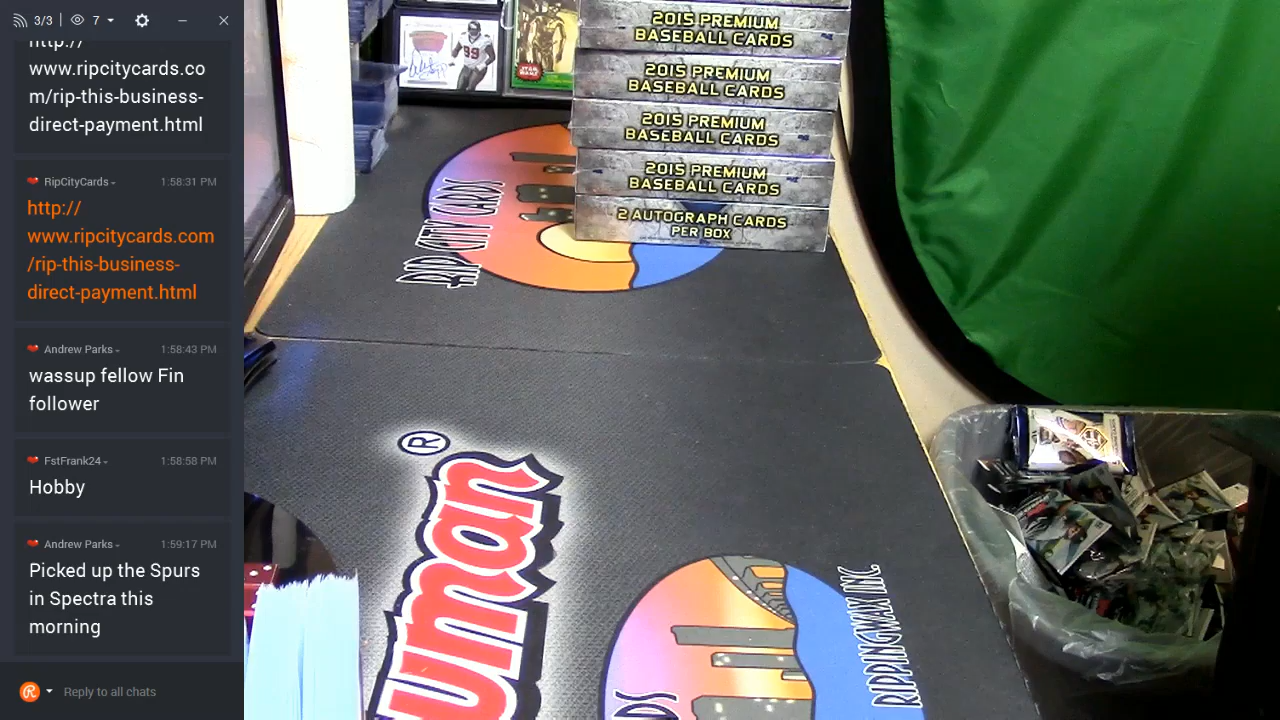 3/3
7
http://
www.ripcitycards.co
m/rip-this-business-
direct-payment.html
RipCityCards
1:58:31 PM
http://
www.ripcitycards.com
/rip-this-business-
direct-payment.html
Andrew Parks
1:58:43 PM
wassup fellow Fin
follower
FstFrank24
1:58:58 PM
Hobby
Andrew Parks
1:59:17 PM
Picked up the Spurs
in Spectra this
morning
Reply to all chats
2015 PREMIUM
BASEBALL CARDS
2015 PREMIUM
BASEBALL CARDS
2015 PREMIUM
BASEBALL CARDS
2015 PREMIUM
BASEBALL CARDS
2 AUTOGRAPH CARDS
PER BOX
STAR
WARS
RIP CITY CARDS
uman
®
RIPPINGWAX INC
DS